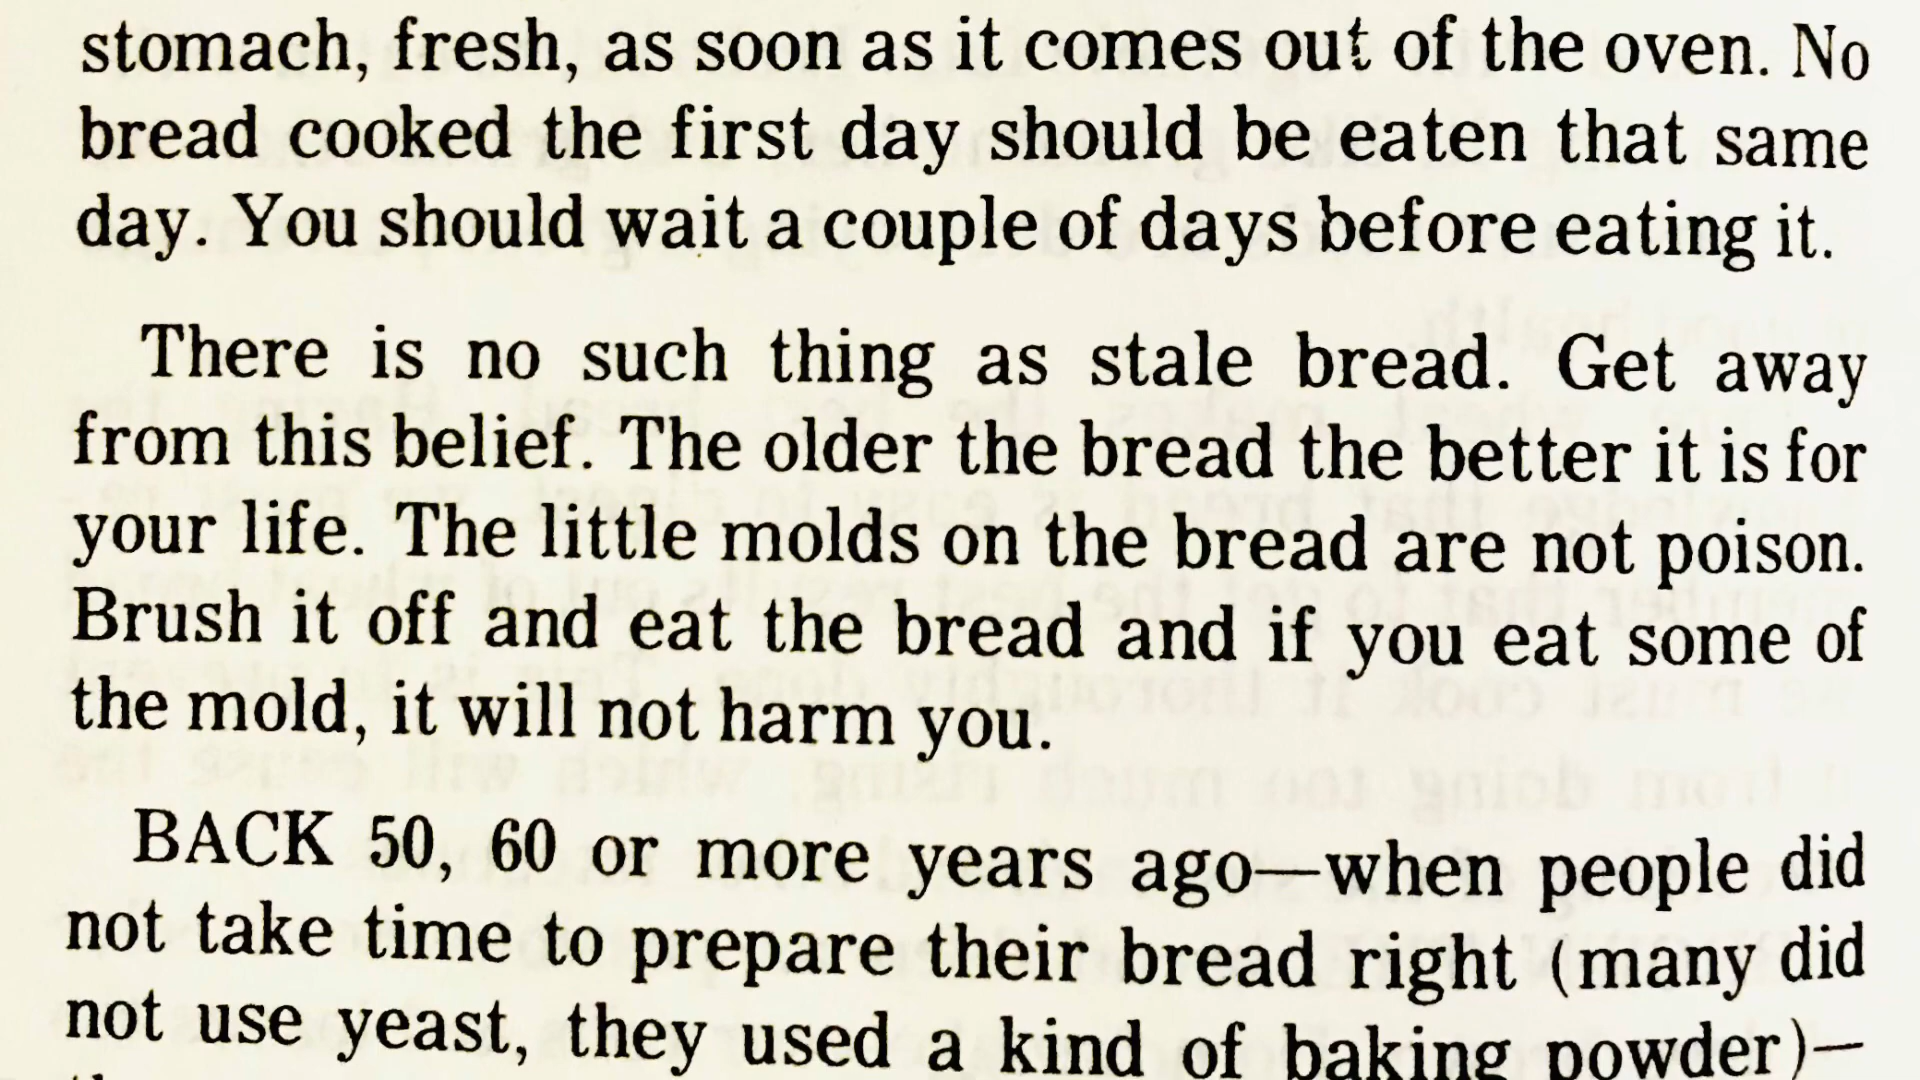 stomach, fresh, as soon as it comes out of the oven. No
bread cooked the first day should be eaten that same
day. You should wait a couple of days before eating it.
There is no such thing as stale bread. Get away
from this belief. The older the bread the better it is for
your life. The little molds on the bread are not poison.
Brush it off and eat the bread and if you eat some of
the mold, it will not harm you.
BACK 50, 60 or more years ago—when people did
not take time to prepare their bread right (many did
not use yeast, they used a kind of baking powder)—